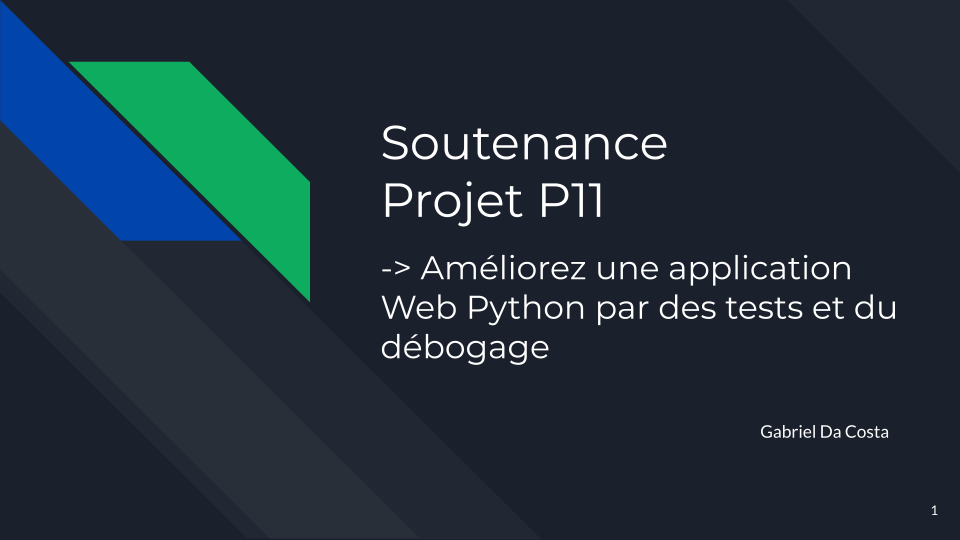 Soutenance
Projet P11
-> Améliorez une application
Web Python par des tests et du
débogage
Gabriel Da Costa
1